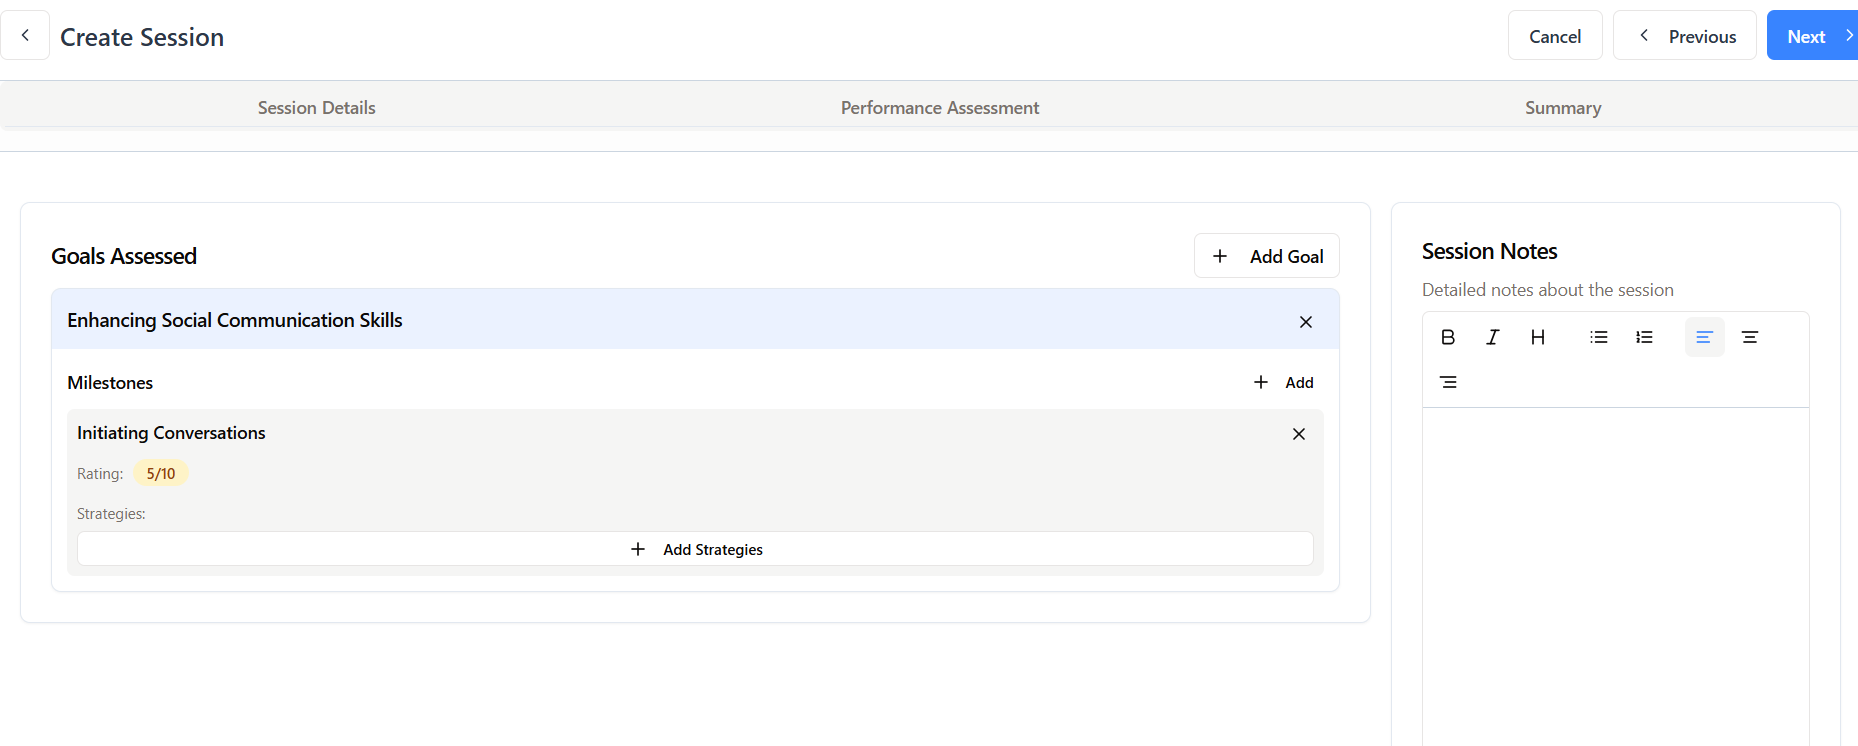 Create Session
Cancel
Previous
Next
Session Details
Performance Assessment
Summary
Goals Assessed
Add Goal
Enhancing Social Communication Skills
Milestones
Add
Initiating Conversations
Rating: 5/10
Strategies:
Add Strategies
Session Notes
Detailed notes about the session
B I H